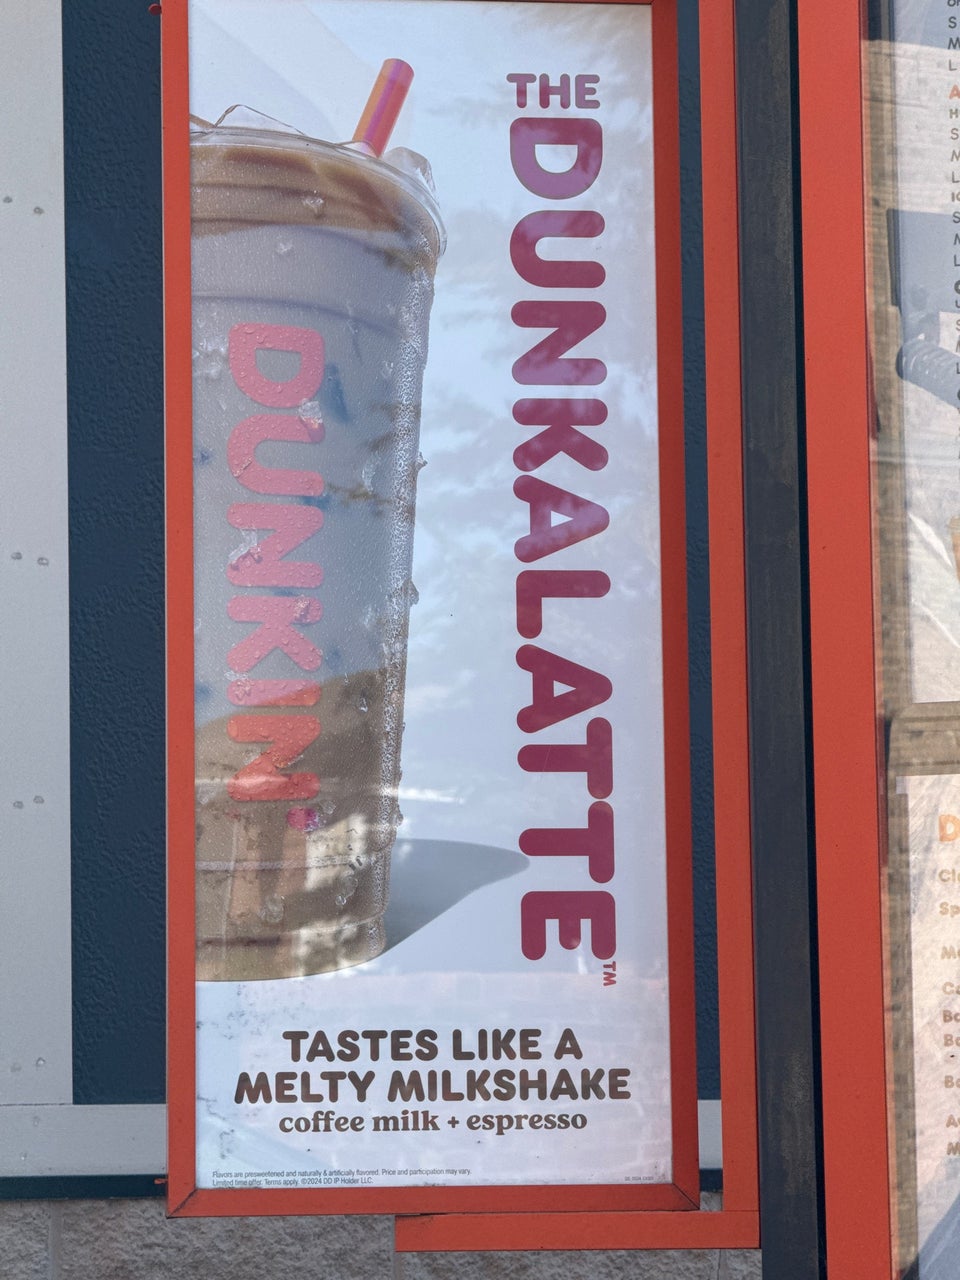 THE
DUNKALATTE™
DUNKIN'
TASTES LIKE A
MELTY MILKSHAKE
coffee milk + espresso
Flavors are presweetened and naturally & artificially flavored. Price and participation may vary.
Limited time offer. Terms apply. ©2024 DD IP Holder LLC.